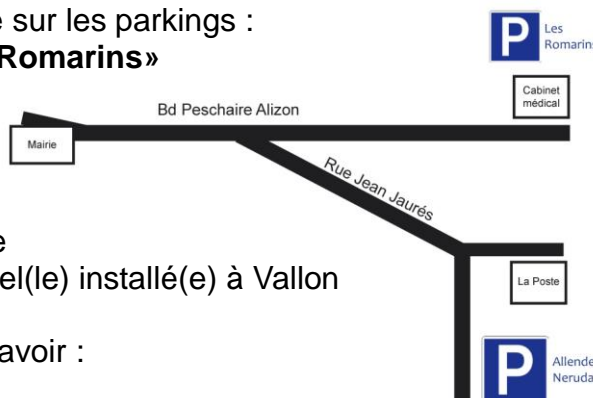 e sur les parkings :
Romarins»
P Les
Romarins
Cabinet
médical
Bd Peschaire Alizon
Mairie
Rue Jean Jaurés
e
el(le) installé(e) à Vallon
La Poste
avoir :
P Allende
Neruda